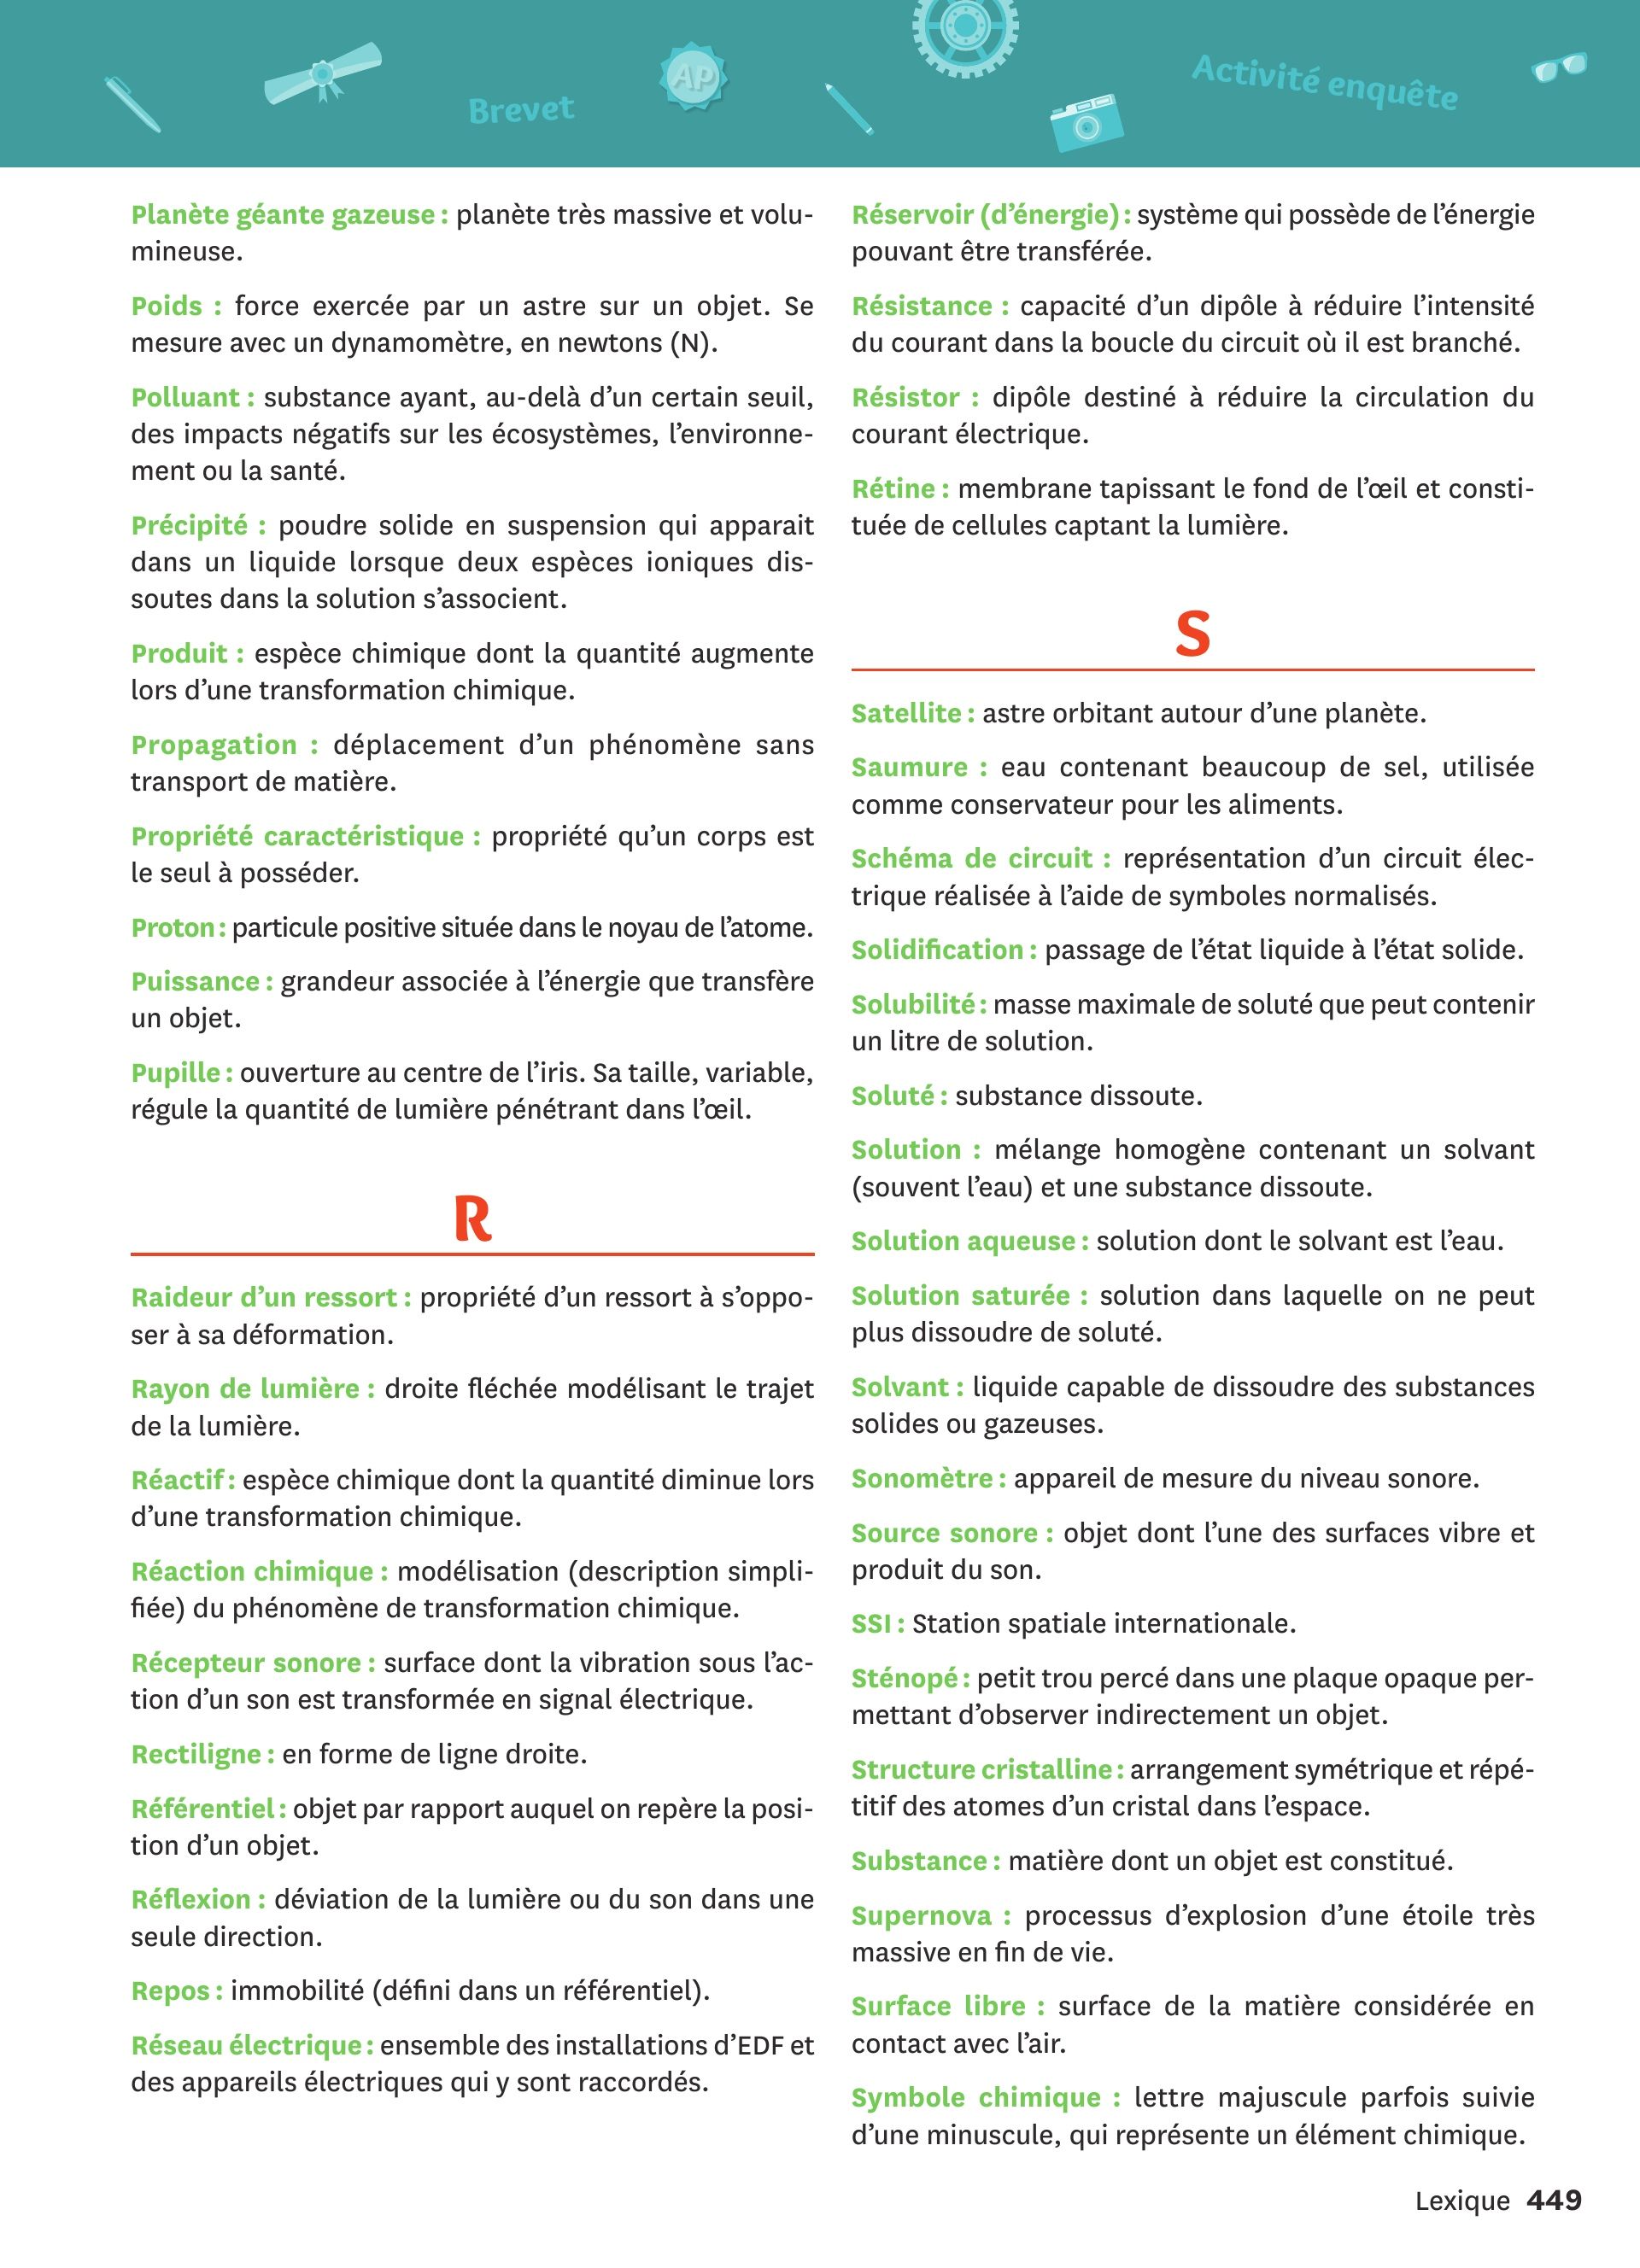 Brevet
AP
Activité enquête
Planète géante gazeuse : planète très massive et volu-
mineuse.
Poids : force exercée par un astre sur un objet. Se
mesure avec un dynamomètre, en newtons (N).
Polluant : substance ayant, au-delà d’un certain seuil,
des impacts négatifs sur les écosystèmes, l’environne-
ment ou la santé.
Précipité : poudre solide en suspension qui apparait
dans un liquide lorsque deux espèces ioniques dis-
soutes dans la solution s’associent.
Produit : espèce chimique dont la quantité augmente
lors d’une transformation chimique.
Propagation : déplacement d’un phénomène sans
transport de matière.
Propriété caractéristique : propriété qu’un corps est
le seul à posséder.
Proton : particule positive située dans le noyau de l’atome.
Puissance : grandeur associée à l’énergie que transfère
un objet.
Pupille : ouverture au centre de l’iris. Sa taille, variable,
régule la quantité de lumière pénétrant dans l’œil.
R
Raideur d’un ressort : propriété d’un ressort à s’oppo-
ser à sa déformation.
Rayon de lumière : droite fléchée modélisant le trajet
de la lumière.
Réactif : espèce chimique dont la quantité diminue lors
d’une transformation chimique.
Réaction chimique : modélisation (description simpli-
fiée) du phénomène de transformation chimique.
Récepteur sonore : surface dont la vibration sous l’ac-
tion d’un son est transformée en signal électrique.
Rectiligne : en forme de ligne droite.
Référentiel : objet par rapport auquel on repère la posi-
tion d’un objet.
Réflexion : déviation de la lumière ou du son dans une
seule direction.
Repos : immobilité (défini dans un référentiel).
Réseau électrique : ensemble des installations d’EDF et
des appareils électriques qui y sont raccordés.
Réservoir (d’énergie) : système qui possède de l’énergie
pouvant être transférée.
Résistance : capacité d’un dipôle à réduire l’intensité
du courant dans la boucle du circuit où il est branché.
Résistor : dipôle destiné à réduire la circulation du
courant électrique.
Rétine : membrane tapissant le fond de l’œil et consti-
tuée de cellules captant la lumière.
S
Satellite : astre orbitant autour d’une planète.
Saumure : eau contenant beaucoup de sel, utilisée
comme conservateur pour les aliments.
Schéma de circuit : représentation d’un circuit élec-
trique réalisée à l’aide de symboles normalisés.
Solidification : passage de l’état liquide à l’état solide.
Solubilité : masse maximale de soluté que peut contenir
un litre de solution.
Soluté : substance dissoute.
Solution : mélange homogène contenant un solvant
(souvent l’eau) et une substance dissoute.
Solution aqueuse : solution dont le solvant est l’eau.
Solution saturée : solution dans laquelle on ne peut
plus dissoudre de soluté.
Solvant : liquide capable de dissoudre des substances
solides ou gazeuses.
Sonomètre : appareil de mesure du niveau sonore.
Source sonore : objet dont l’une des surfaces vibre et
produit du son.
SSI : Station spatiale internationale.
Sténopé : petit trou percé dans une plaque opaque per-
mettant d’observer indirectement un objet.
Structure cristalline : arrangement symétrique et répé-
titif des atomes d’un cristal dans l’espace.
Substance : matière dont un objet est constitué.
Supernova : processus d’explosion d’une étoile très
massive en fin de vie.
Surface libre : surface de la matière considérée en
contact avec l’air.
Symbole chimique : lettre majuscule parfois suivie
d’une minuscule, qui représente un élément chimique.
Lexique 449